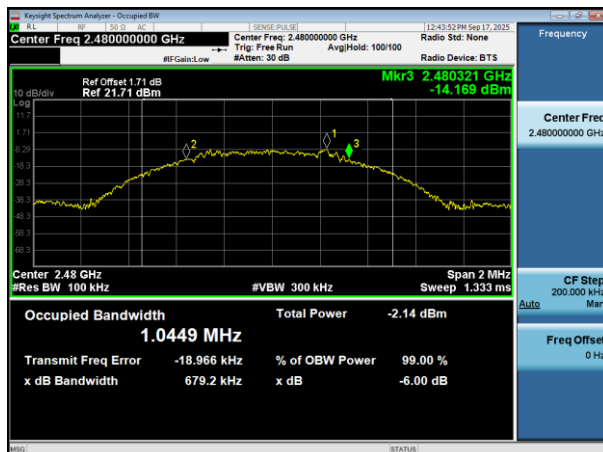 Keysight Spectrum Analyzer - Occupied BW
RL RF 50 Ω AC SENSE:PULSE 12:43:52 PM Sep 17, 2025
Center Freq 2.480000000 GHz Center Freq: 2.480000000 GHz Radio Std: None Frequency
Trig: Free Run Avg|Hold: 100/100
#IFGain:Low #Atten: 30 dB Radio Device: BTS
Ref Offset 1.71 dB Mkr3 2.480321 GHz
10 dB/div Ref 21.71 dBm -14.169 dBm
Log
11.7
1.71
-8.29
-18.3
-28.3
-38.3
-48.3
-58.3
-68.3
1
2
3
Center 2.48 GHz Span 2 MHz
#Res BW 100 kHz #VBW 300 kHz Sweep 1.333 ms
Occupied Bandwidth Total Power -2.14 dBm
1.0449 MHz
Transmit Freq Error -18.966 kHz % of OBW Power 99.00 %
x dB Bandwidth 679.2 kHz x dB -6.00 dB
Center Freq
2.480000000 GHz
CF Step
200.000 kHz
Auto Man
Freq Offset
0 Hz
MSG STATUS